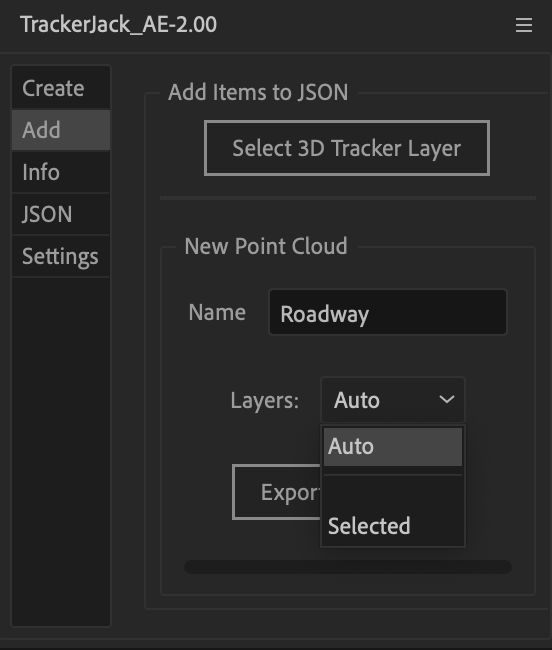 TrackerJack_AE-2.00
Create
Add
Info
JSON
Settings
Add Items to JSON
Select 3D Tracker Layer
New Point Cloud
Name
Roadway
Layers:
Auto
Auto
Selected